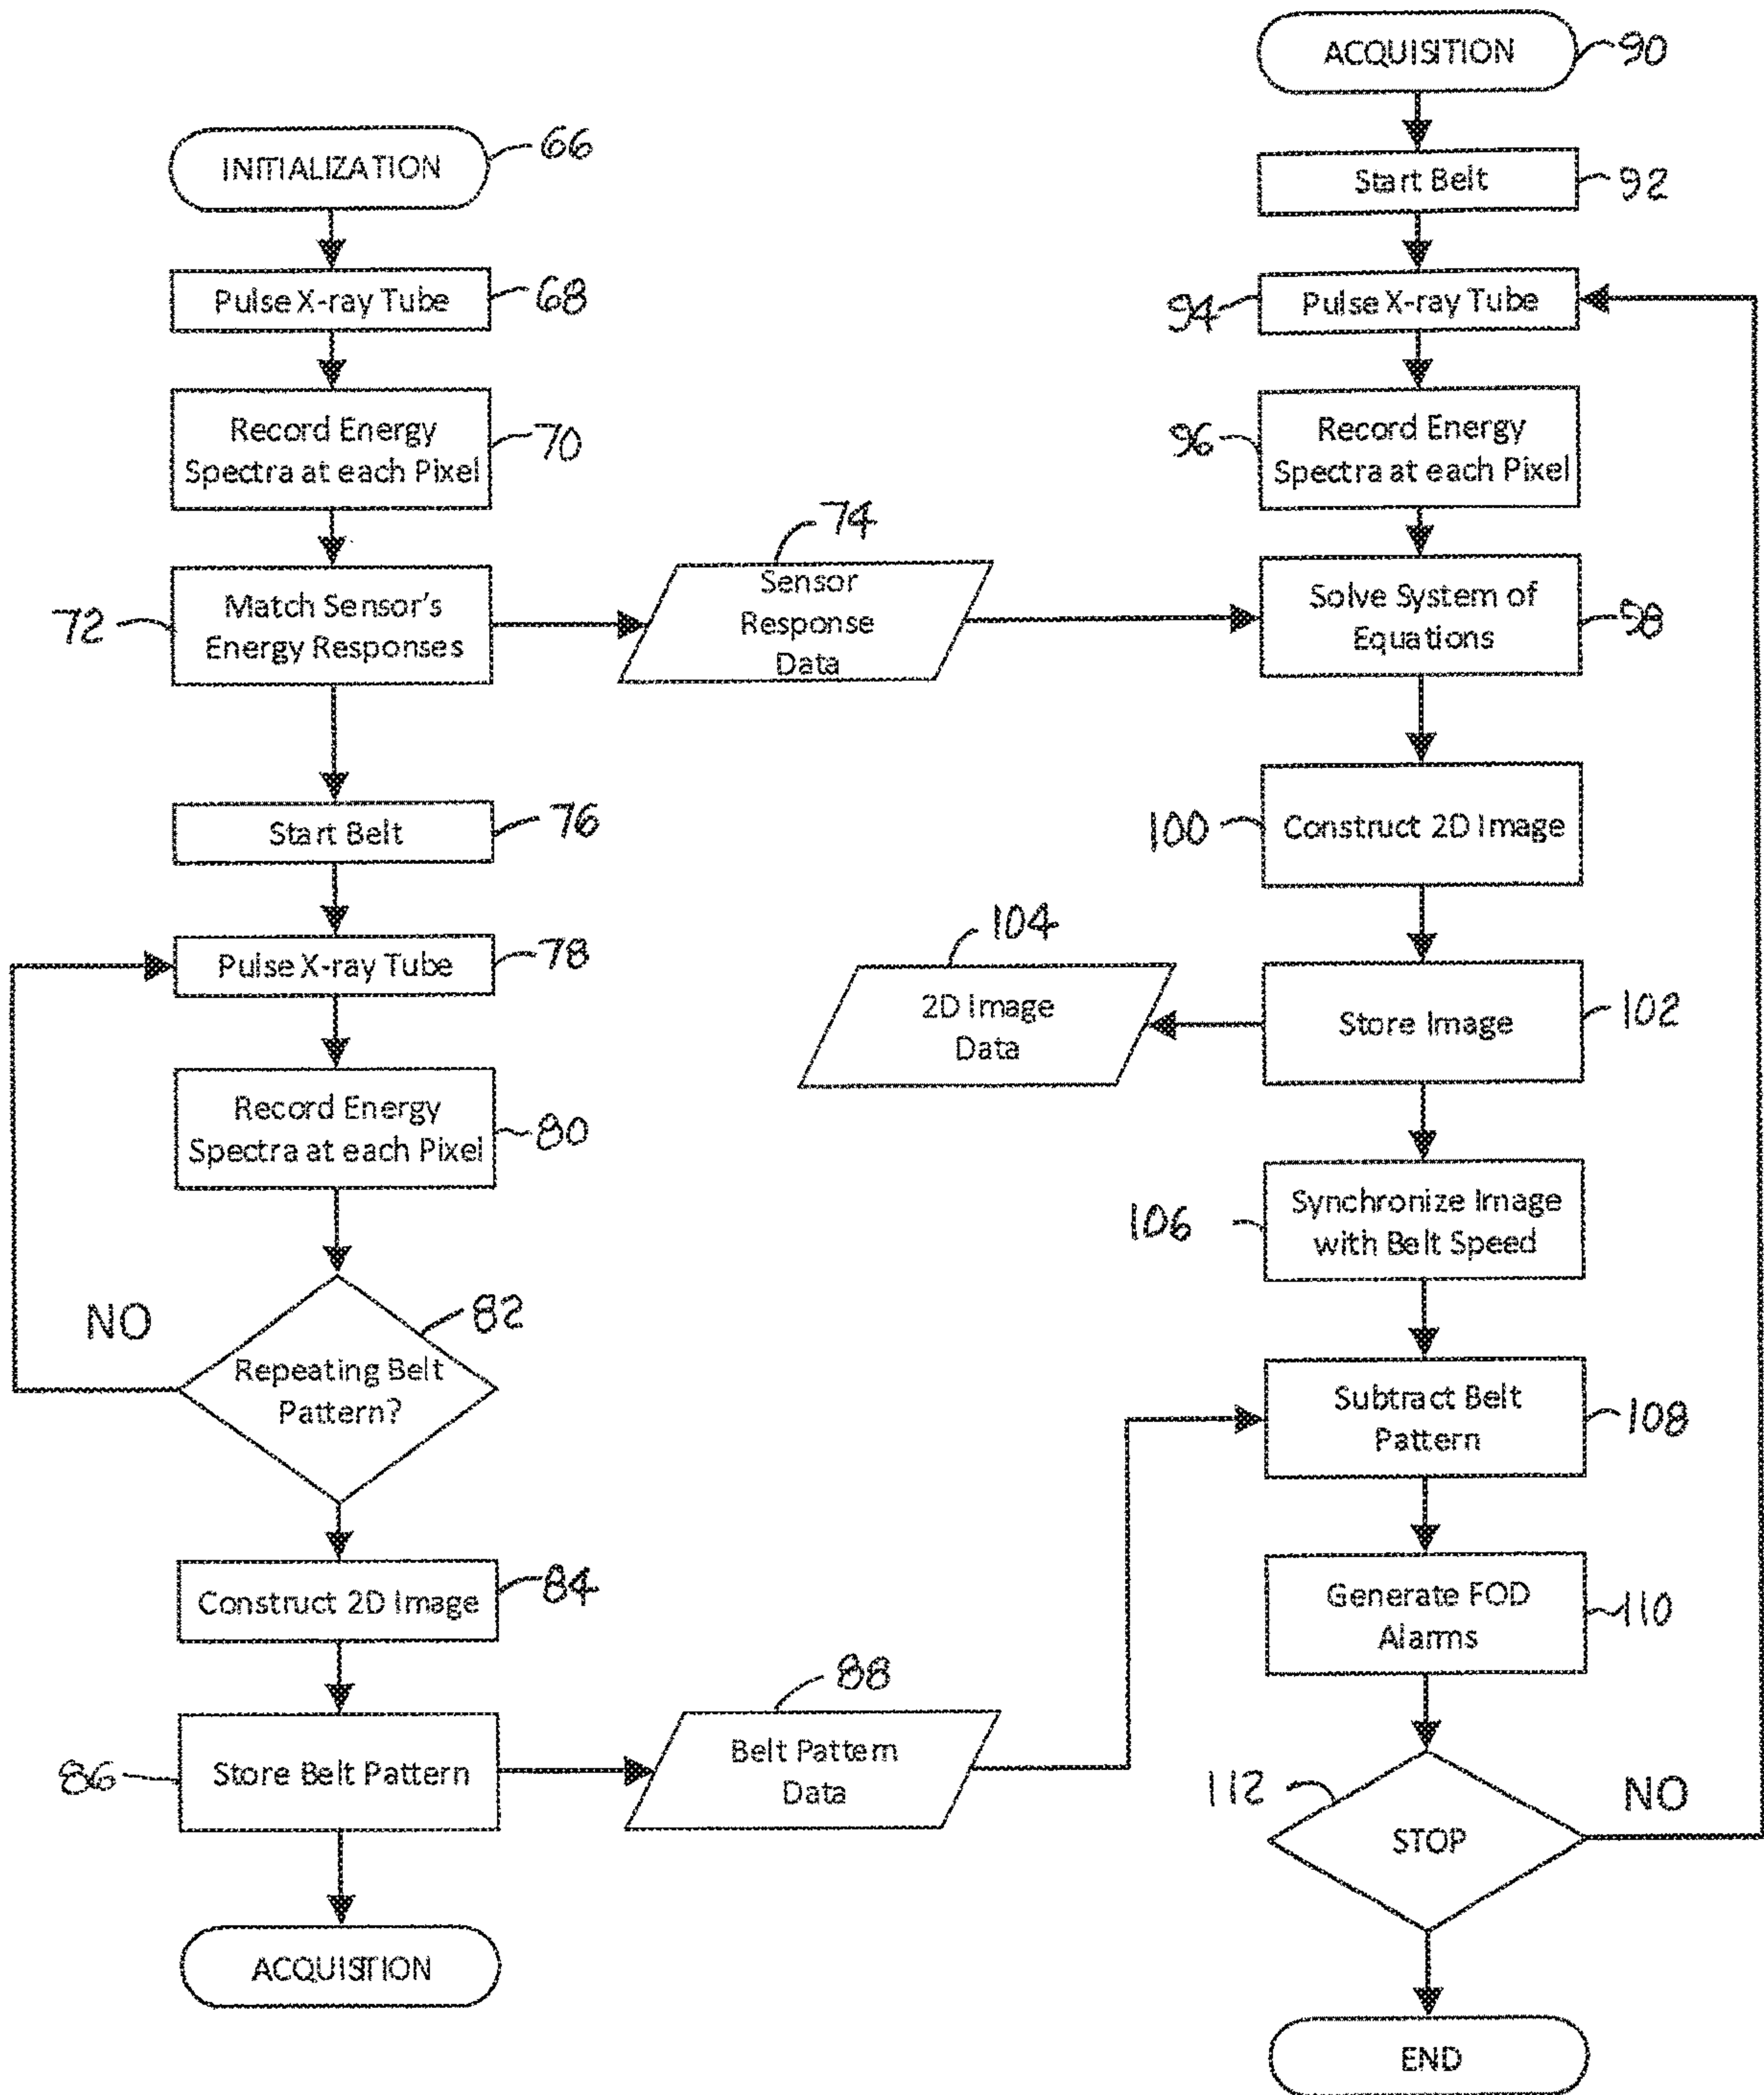 INITIALIZATION
66
Pulse X-ray Tube
68
Record Energy
Spectra at each Pixel
70
72
Match Sensor's
Energy Responses
74
Sensor
Response
Data
Start Belt
76
Pulse X-ray Tube
78
Record Energy
Spectra at each Pixel
80
NO
82
Repeating Belt
Pattern?
Construct 2D Image
84
86
Store Belt Pattern
88
Belt Pattern
Data
ACQUISITION
ACQUISITION
90
Start Belt
92
94
Pulse X-ray Tube
96
Record Energy
Spectra at each Pixel
Solve System of
Equations
98
100
Construct 2D Image
104
2D Image
Data
Store Image
102
106
Synchronize Image
with Belt Speed
Subtract Belt
Pattern
108
Generate FOD
Alarms
110
112
STOP
NO
END